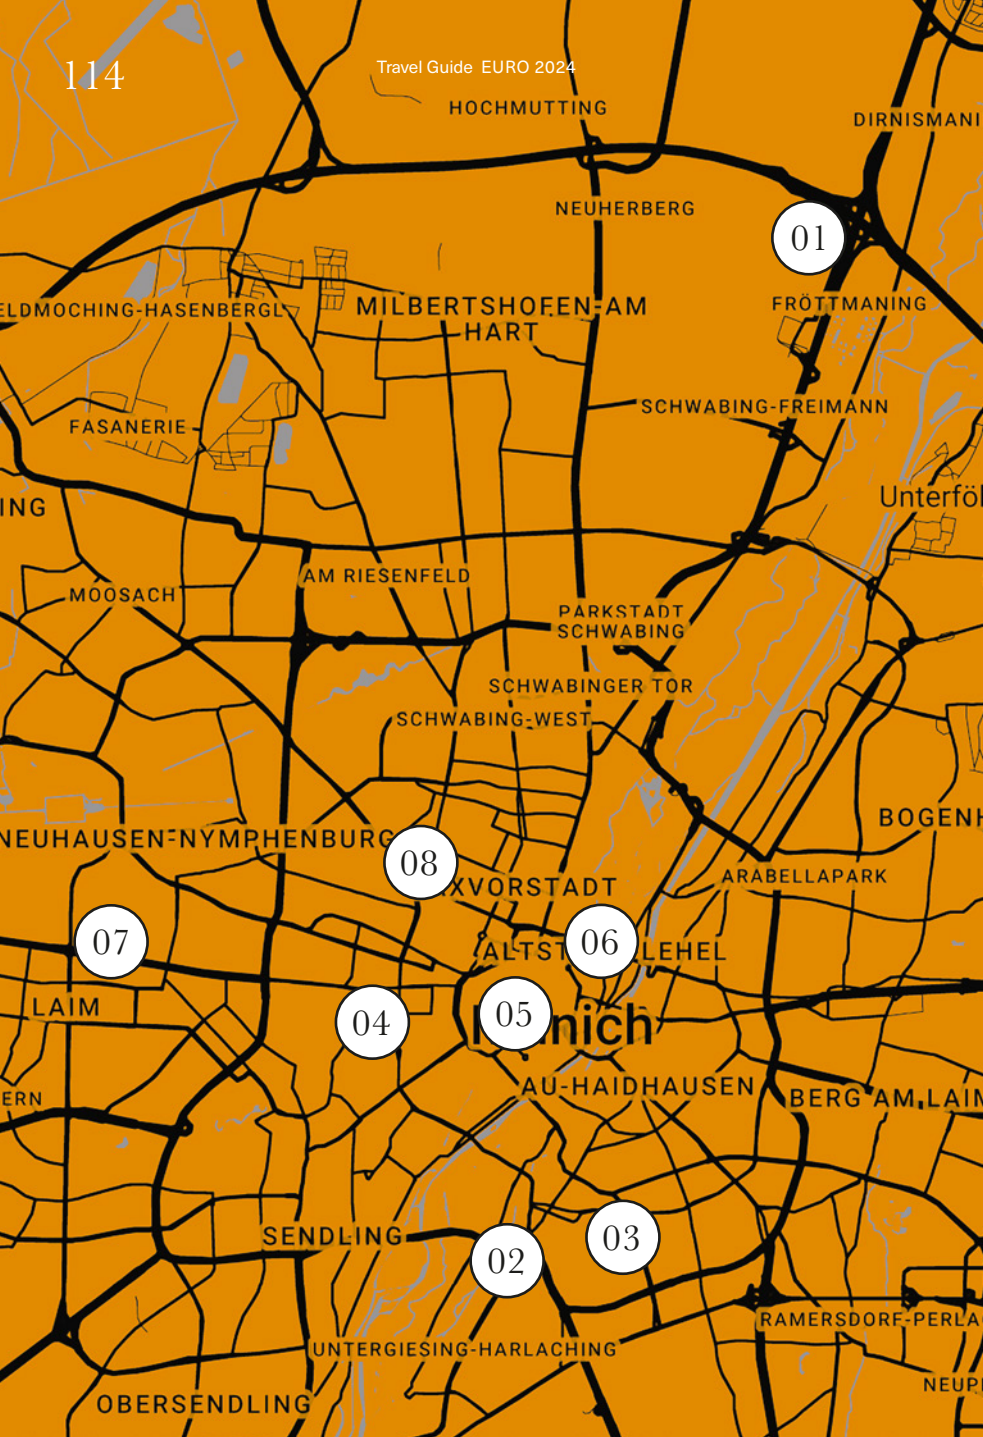 114
Travel Guide EURO 2024
HOCHMUTTING
DIRNISMANI
NEUHERBERG
01
FRÖTTMANING
ELDMOCHING-HASENBERGL
MILBERTSHOFEN-AM
HART
SCHWABING-FREIMANN
FASANERIE
Unterföl
ING
AM RIESENFELD
MOOSACH
PARKSTADT
SCHWABING
SCHWABINGER TOR
SCHWABING-WEST
BOGENH
NEUHAUSEN-NYMPHENBURG
08
XVORSTADT
ARABELLAPARK
07
ALTST
06
LEHEL
LAIM
04
05
nich
AU-HAIDHAUSEN
ERN
BERG AM LAIM
SENDLING
02
03
RAMERSDORF-PERLA
UNTERGIESING-HARLACHING
NEUP
OBERSENDLING